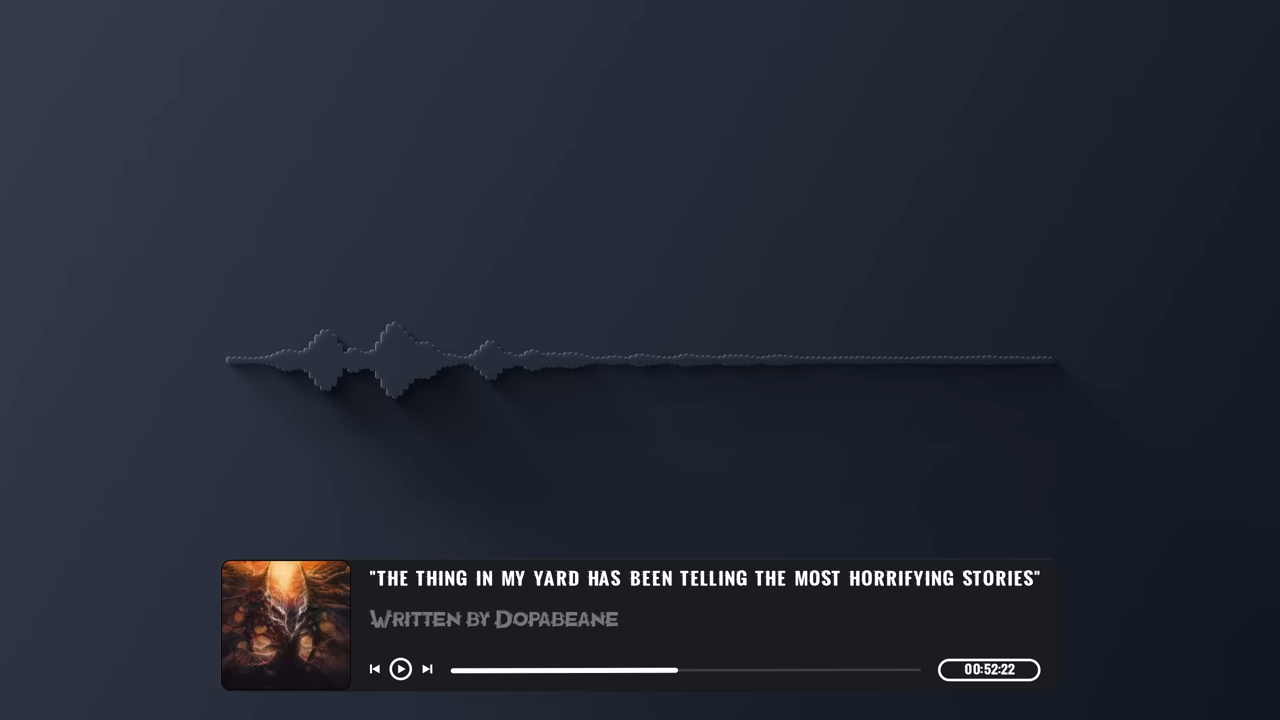 "THE THING IN MY YARD HAS BEEN TELLING THE MOST HORRIFYING STORIES"
WRITTEN BY DOPABEANE
00:52:22